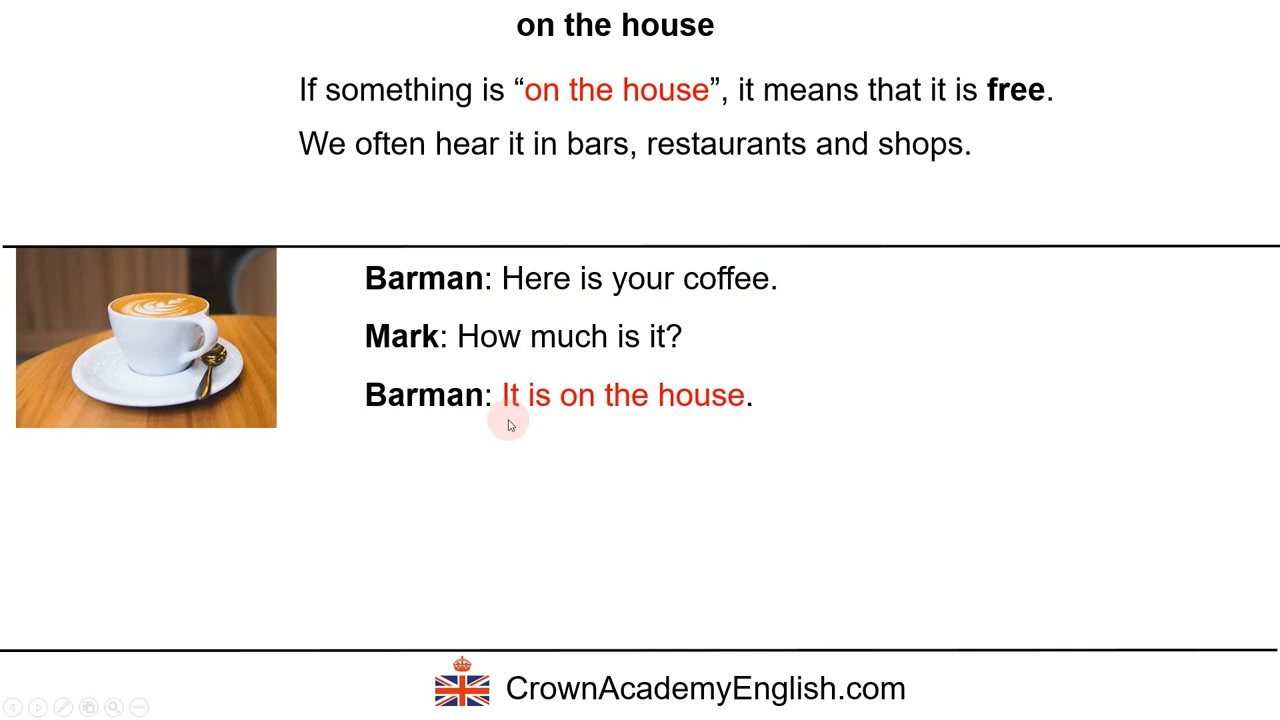 on the house
If something is “on the house”, it means that it is free.
We often hear it in bars, restaurants and shops.
Barman: Here is your coffee.
Mark: How much is it?
Barman: It is on the house.
CrownAcademyEnglish.com